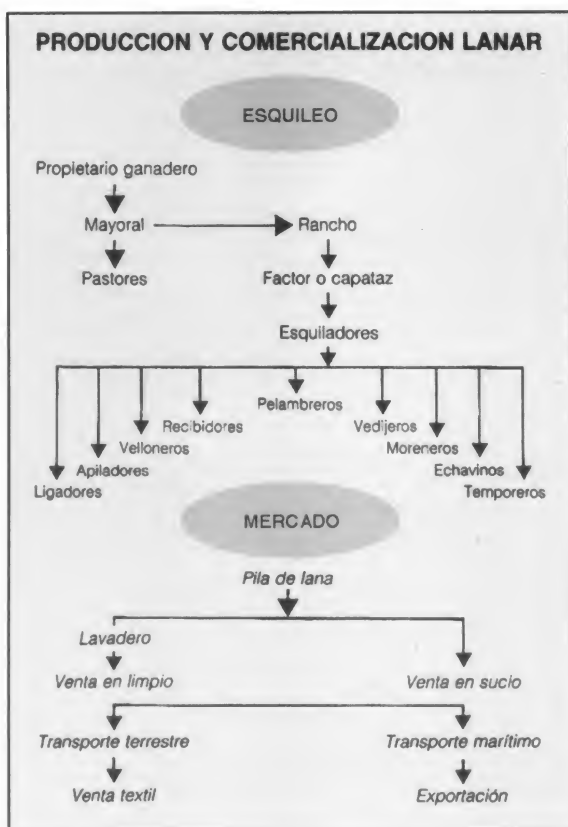 PRODUCCION Y COMERCIALIZACION LANAR
ESQUILEO
Propietario ganadero
Mayoral
Rancho
Pastores
Factor o capataz
Esquiladores
Pelambreros
Recibidores
Vedijeros
Velloneros
Moreneros
Apiladores
Echavinos
Ligadores
Temporeros
MERCADO
Pila de lana
Lavadero
Venta en limpio
Venta en sucio
Transporte terrestre
Transporte marítimo
Venta textil
Exportación